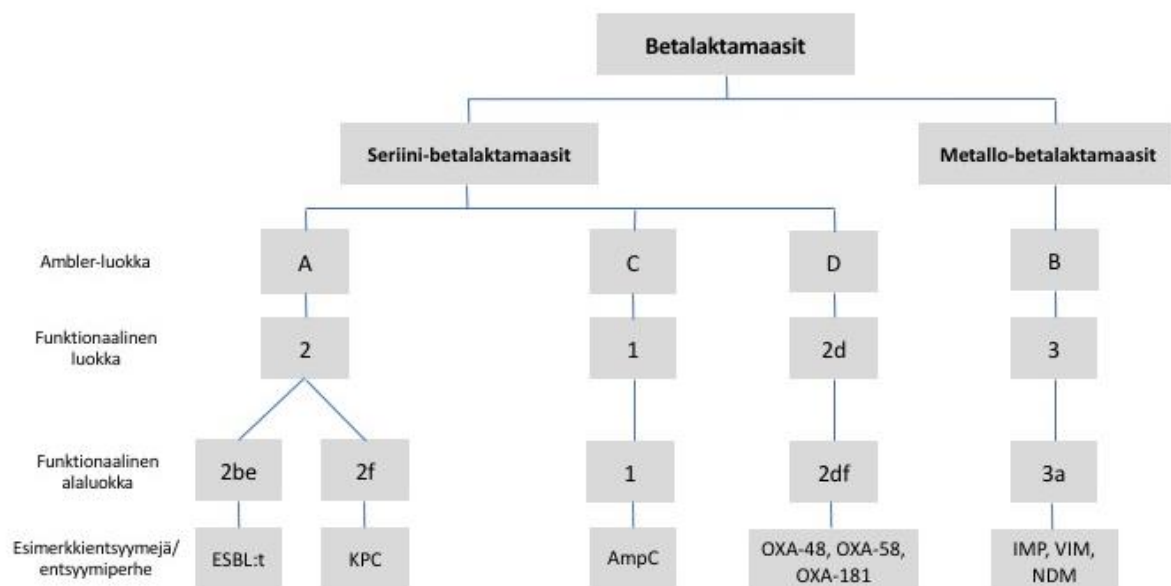 Betalaktamaasit
Seriini-betalaktamaasit
Metallo-betalaktamaasit
Ambler-luokka
A
C
D
B
Funktionaalinen
luokka
2
1
2d
3
Funktionaalinen
alaluokka
2be
2f
1
2df
3a
Esimerkkientsyymejä/
entsyymiperhe
ESBL:t
KPC
AmpC
OXA-48, OXA-58,
OXA-181
IMP, VIM,
NDM